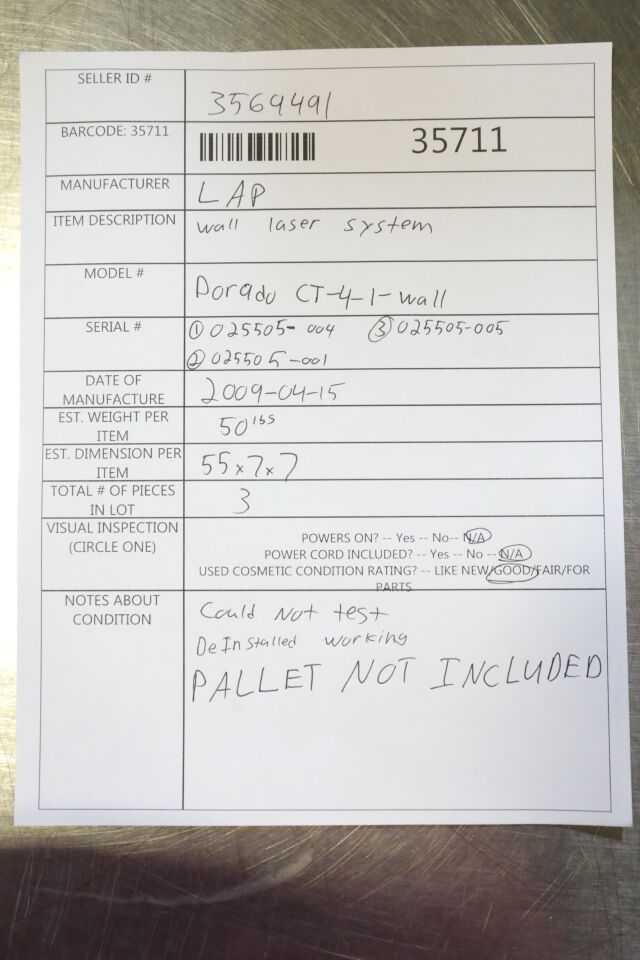 SELLER ID #
3569491
BARCODE: 35711
35711
MANUFACTURER
LAP
ITEM DESCRIPTION
wall laser system
MODEL #
Dorado CT-4-1-wall
SERIAL #
① 025505-004 ③ 025505-005
② 025505-001
DATE OF
MANUFACTURE
2009-04-15
EST. WEIGHT PER
ITEM
50 lbs
EST. DIMENSION PER
ITEM
55x7x7
TOTAL # OF PIECES
IN LOT
3
VISUAL INSPECTION
(CIRCLE ONE)
POWERS ON? -- Yes -- No-- N/A
POWER CORD INCLUDED? -- Yes -- No -- N/A
USED COSMETIC CONDITION RATING? -- LIKE NEW/GOOD/FAIR/FOR
PARTS
NOTES ABOUT
CONDITION
Could Not test
DeInstalled working
PALLET NOT INCLUDED